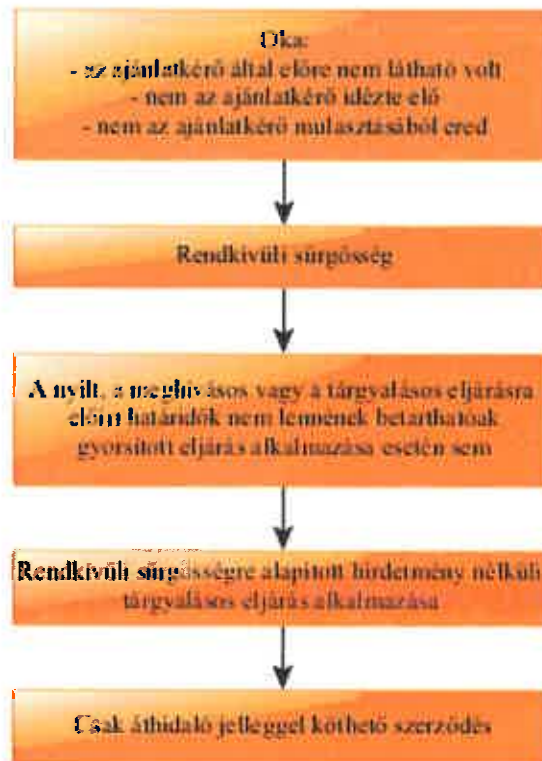 Oka:
- az ajánlatkérő által előre nem látható volt
- nem az ajánlatkérő idézte elő
- nem az ajánlatkérő mulasztásából ered
Rendkívüli sürgősség
A nyílt, a meghívásos vagy a tárgyalásos eljárásra
előírt határidők nem lennének betarthatóak
gyorsított eljárás alkalmazása esetén sem
Rendkívüli sürgősségre alapított hirdetmény nélküli
tárgyalásos eljárás alkalmazása
Csak áthidaló jelleggel köthető szerződés